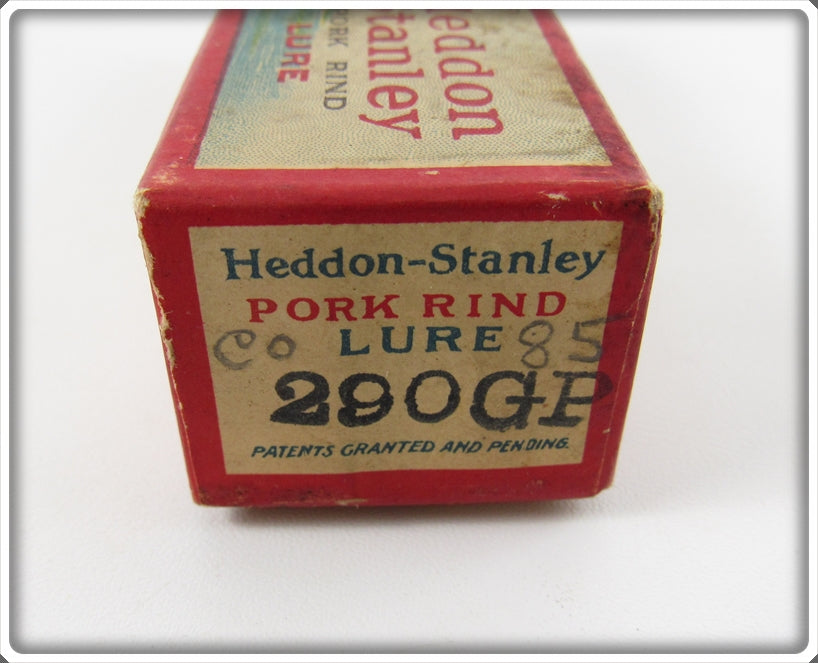 Heddon
Stanley
PORK RIND
LURE
Heddon-Stanley
PORK RIND
Co LURE 85
290GP
PATENTS GRANTED AND PENDING.